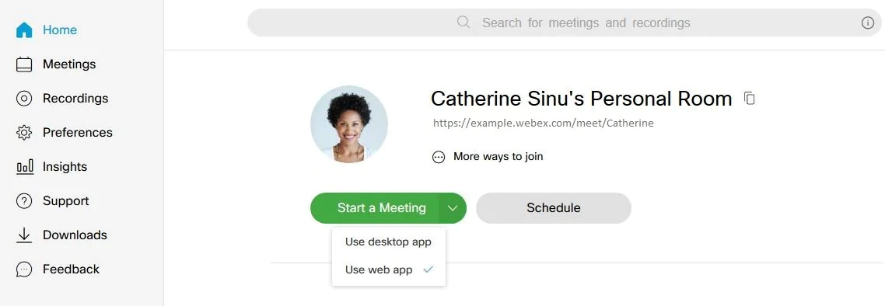 Home
Meetings
Recordings
Preferences
Insights
Support
Downloads
Feedback
Search for meetings and recordings
Catherine Sinu's Personal Room
https://example.webex.com/meet/Catherine
More ways to join
Start a Meeting
Schedule
Use desktop app
Use web app